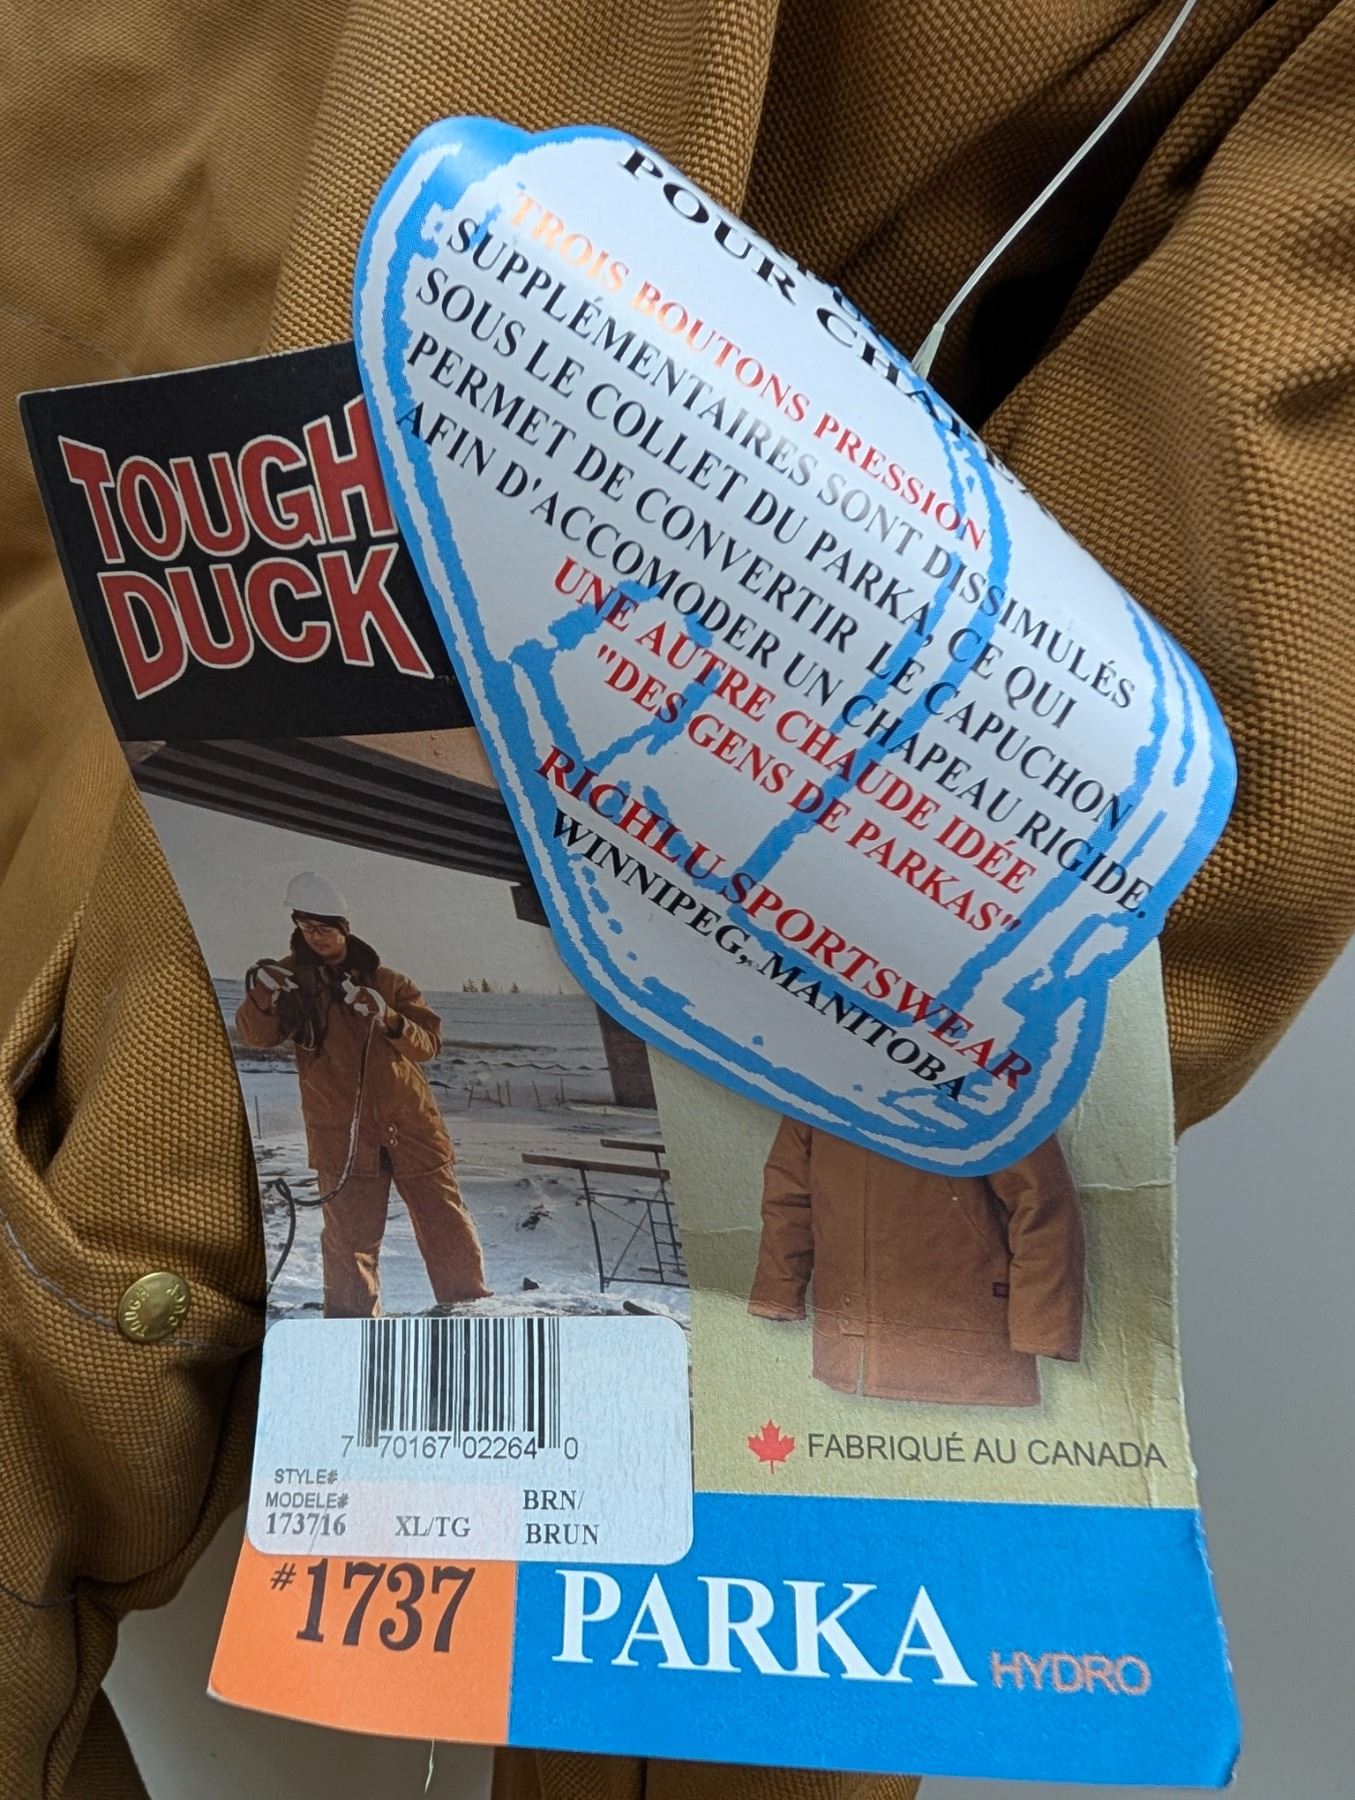 POUR
TROIS BOUTONS PRESSION
SUPPLÉMENTAIRES SONT DISSIMULÉS
SOUS LE COLLET DU PARKA, CE QUI
PERMET DE CONVERTIR LE CAPUCHON
AFIN D'ACCOMODER UN CHAPEAU RIGIDE.
UNE AUTRE CHAUDE IDÉE
"DES GENS DE PARKAS"
RICHLU SPORTSWEAR
WINNIPEG, MANITOBA
TOUGH
DUCK
7 70167 02264 0
STYLE#
MODELE#
173716 XL/TG BRN/
BRUN
FABRIQUÉ AU CANADA
#1737
PARKA HYDRO